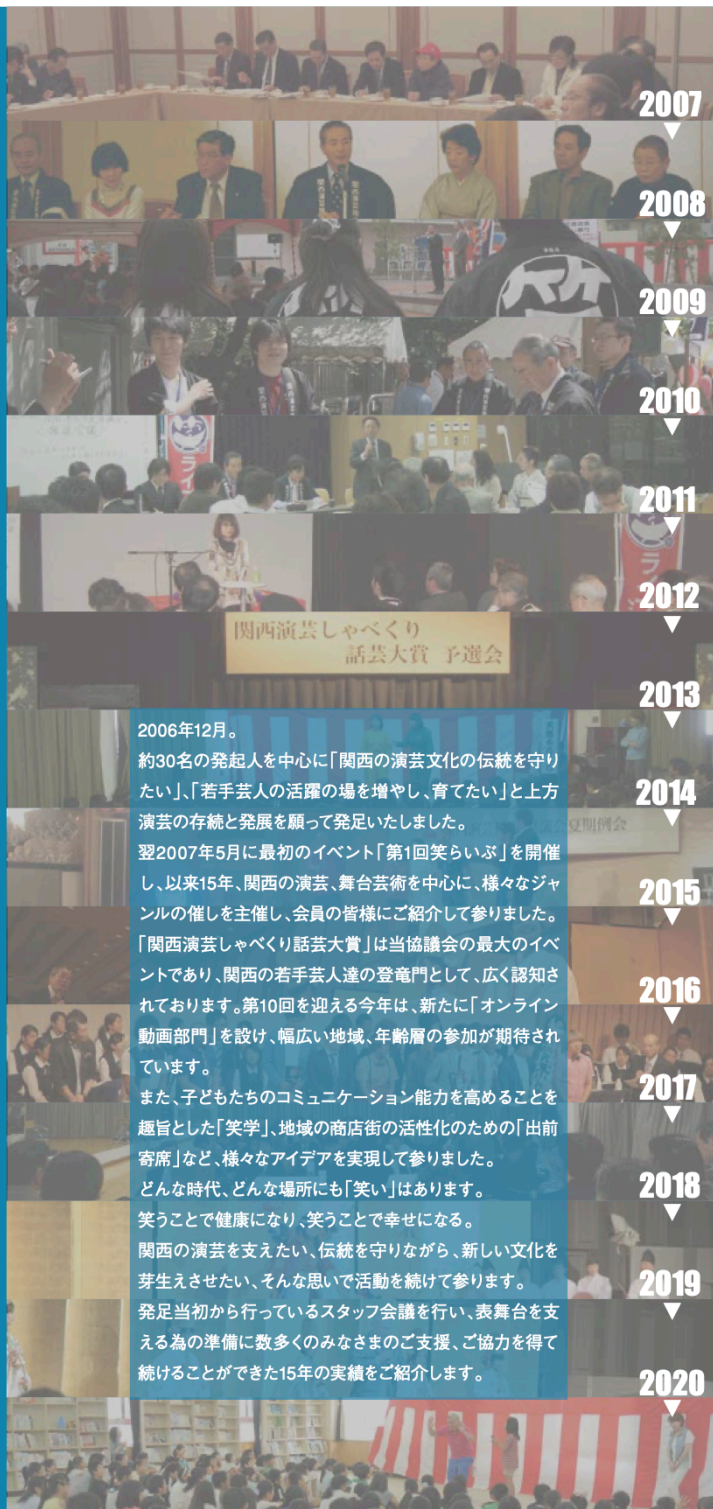 2007
2008
2009
2010
2011
2012
関西演芸しゃべくり
話芸大賞 予選会
2013
2006年12月。
約30名の発起人を中心に「関西の演芸文化の伝統を守り
たい」、「若手芸人の活躍の場を増やし、育てたい」と上方
演芸の存続と発展を願って発足いたしました。
翌2007年5月に最初のイベント「第1回笑らいぶ」を開催
し、以来15年、関西の演芸、舞台芸術を中心に、様々なジャ
ンルの催しを主催し、会員の皆様にご紹介して参りました。
「関西演芸しゃべくり話芸大賞」は当協議会の最大のイベ
ントであり、関西の若手芸人達の登竜門として、広く認知さ
れております。第10回を迎える今年は、新たに「オンライン
動画部門」を設け、幅広い地域、年齢層の参加が期待され
ています。
また、子どもたちのコミュニケーション能力を高めることを
趣旨とした「笑学」、地域の商店街の活性化のための「出前
寄席」など、様々なアイデアを実現して参りました。
どんな時代、どんな場所にも「笑い」はあります。
笑うことで健康になり、笑うことで幸せになる。
関西の演芸を支えたい、伝統を守りながら、新しい文化を
芽生えさせたい、そんな思いで活動を続けて参ります。
発足当初から行っているスタッフ会議を行い、表舞台を支
える為の準備に数多くのみなさまのご支援、ご協力を得て
続けることができた15年の実績をご紹介します。
2014
夏期例会
2015
2016
2017
2018
2019
2020